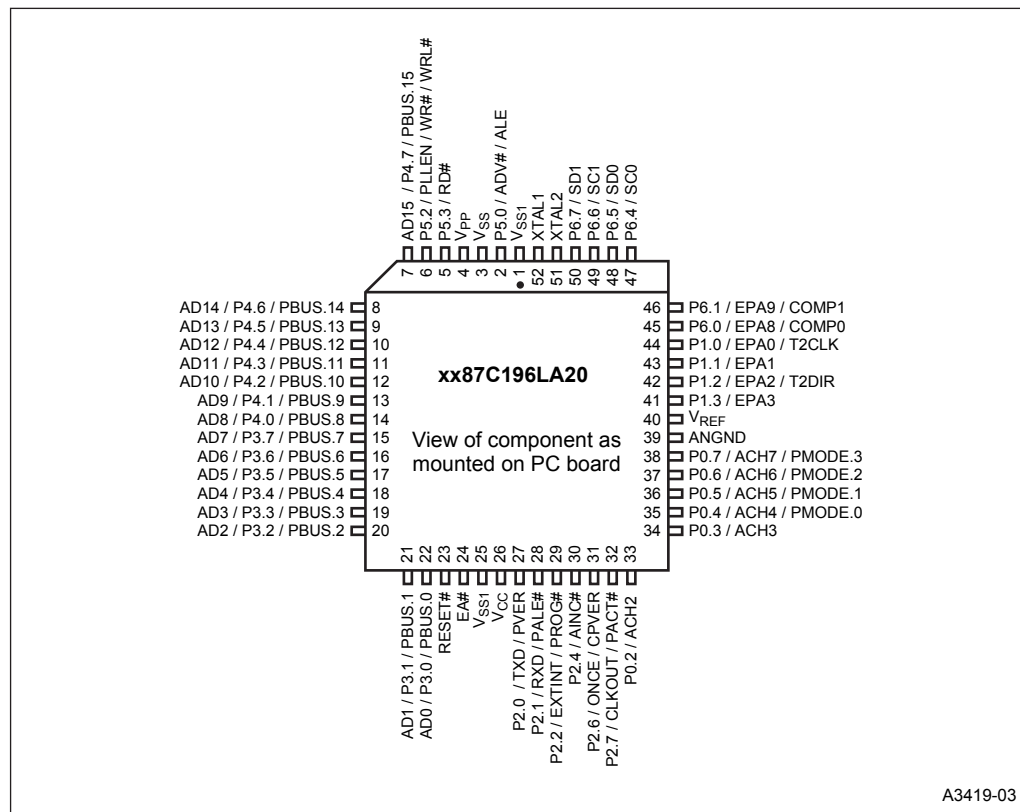 AD15 / P4.7 / PBUS.15
P5.2 / PLLEN / WR# / WRL#
P5.3 / RD#
VPP
VSS
P5.0 / ADV# / ALE
VSS1
XTAL1
XTAL2
P6.7 / SD1
P6.6 / SC1
P6.5 / SD0
P6.4 / SC0
7 6 5 4 3 2 1 52 51 50 49 48 47
AD14 / P4.6 / PBUS.14 8
AD13 / P4.5 / PBUS.13 9
AD12 / P4.4 / PBUS.12 10
AD11 / P4.3 / PBUS.11 11
AD10 / P4.2 / PBUS.10 12
AD9 / P4.1 / PBUS.9 13
AD8 / P4.0 / PBUS.8 14
AD7 / P3.7 / PBUS.7 15
AD6 / P3.6 / PBUS.6 16
AD5 / P3.5 / PBUS.5 17
AD4 / P3.4 / PBUS.4 18
AD3 / P3.3 / PBUS.3 19
AD2 / P3.2 / PBUS.2 20
xx87C196LA20
View of component as
mounted on PC board
46 P6.1 / EPA9 / COMP1
45 P6.0 / EPA8 / COMP0
44 P1.0 / EPA0 / T2CLK
43 P1.1 / EPA1
42 P1.2 / EPA2 / T2DIR
41 P1.3 / EPA3
40 VREF
39 ANGND
38 P0.7 / ACH7 / PMODE.3
37 P0.6 / ACH6 / PMODE.2
36 P0.5 / ACH5 / PMODE.1
35 P0.4 / ACH4 / PMODE.0
34 P0.3 / ACH3
21 22 23 24 25 26 27 28 29 30 31 32 33
AD1 / P3.1 / PBUS.1
AD0 / P3.0 / PBUS.0
RESET#
EA#
VSS1
VCC
P2.0 / TXD / PVER
P2.1 / RXD / PALE#
P2.2 / EXTINT / PROG#
P2.4 / AINC#
P2.6 / ONCE / CPVER
P2.7 / CLKOUT / PACT#
P0.2 / ACH2
A3419-03